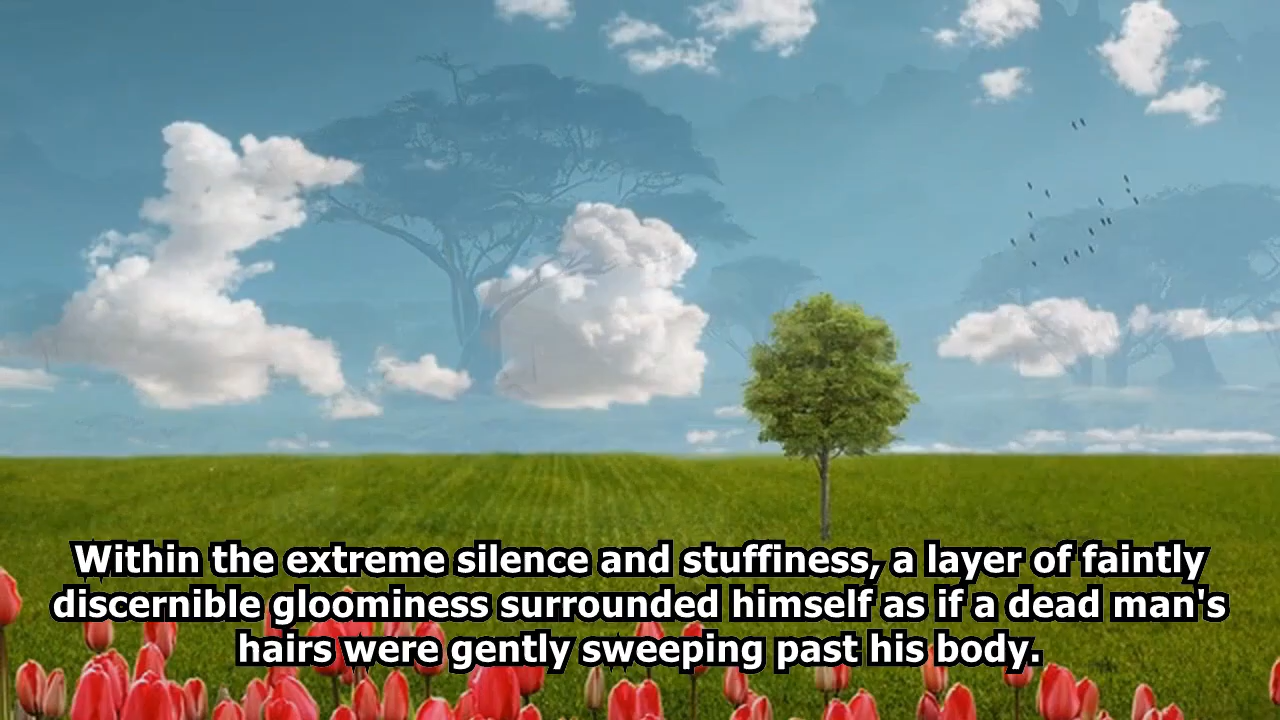 Within the extreme silence and stuffiness, a layer of faintly
discernible gloominess surrounded himself as if a dead man's
hairs were gently sweeping past his body.